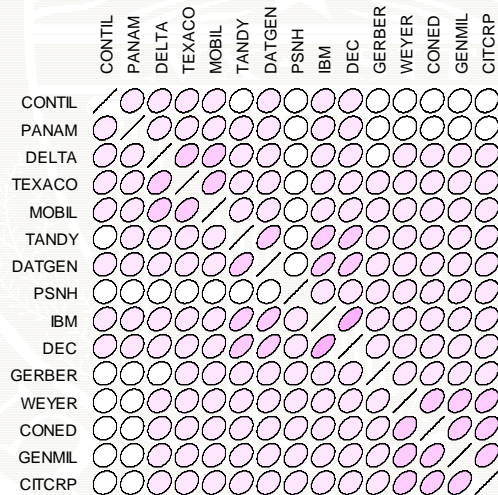 CONTIL PANAM DELTA TEXACO MOBIL TANDY DATGEN PSNH IBM DEC GERBER WEYER CONED GENMIL CITCRP
CONTIL
PANAM
DELTA
TEXACO
MOBIL
TANDY
DATGEN
PSNH
IBM
DEC
GERBER
WEYER
CONED
GENMIL
CITCRP